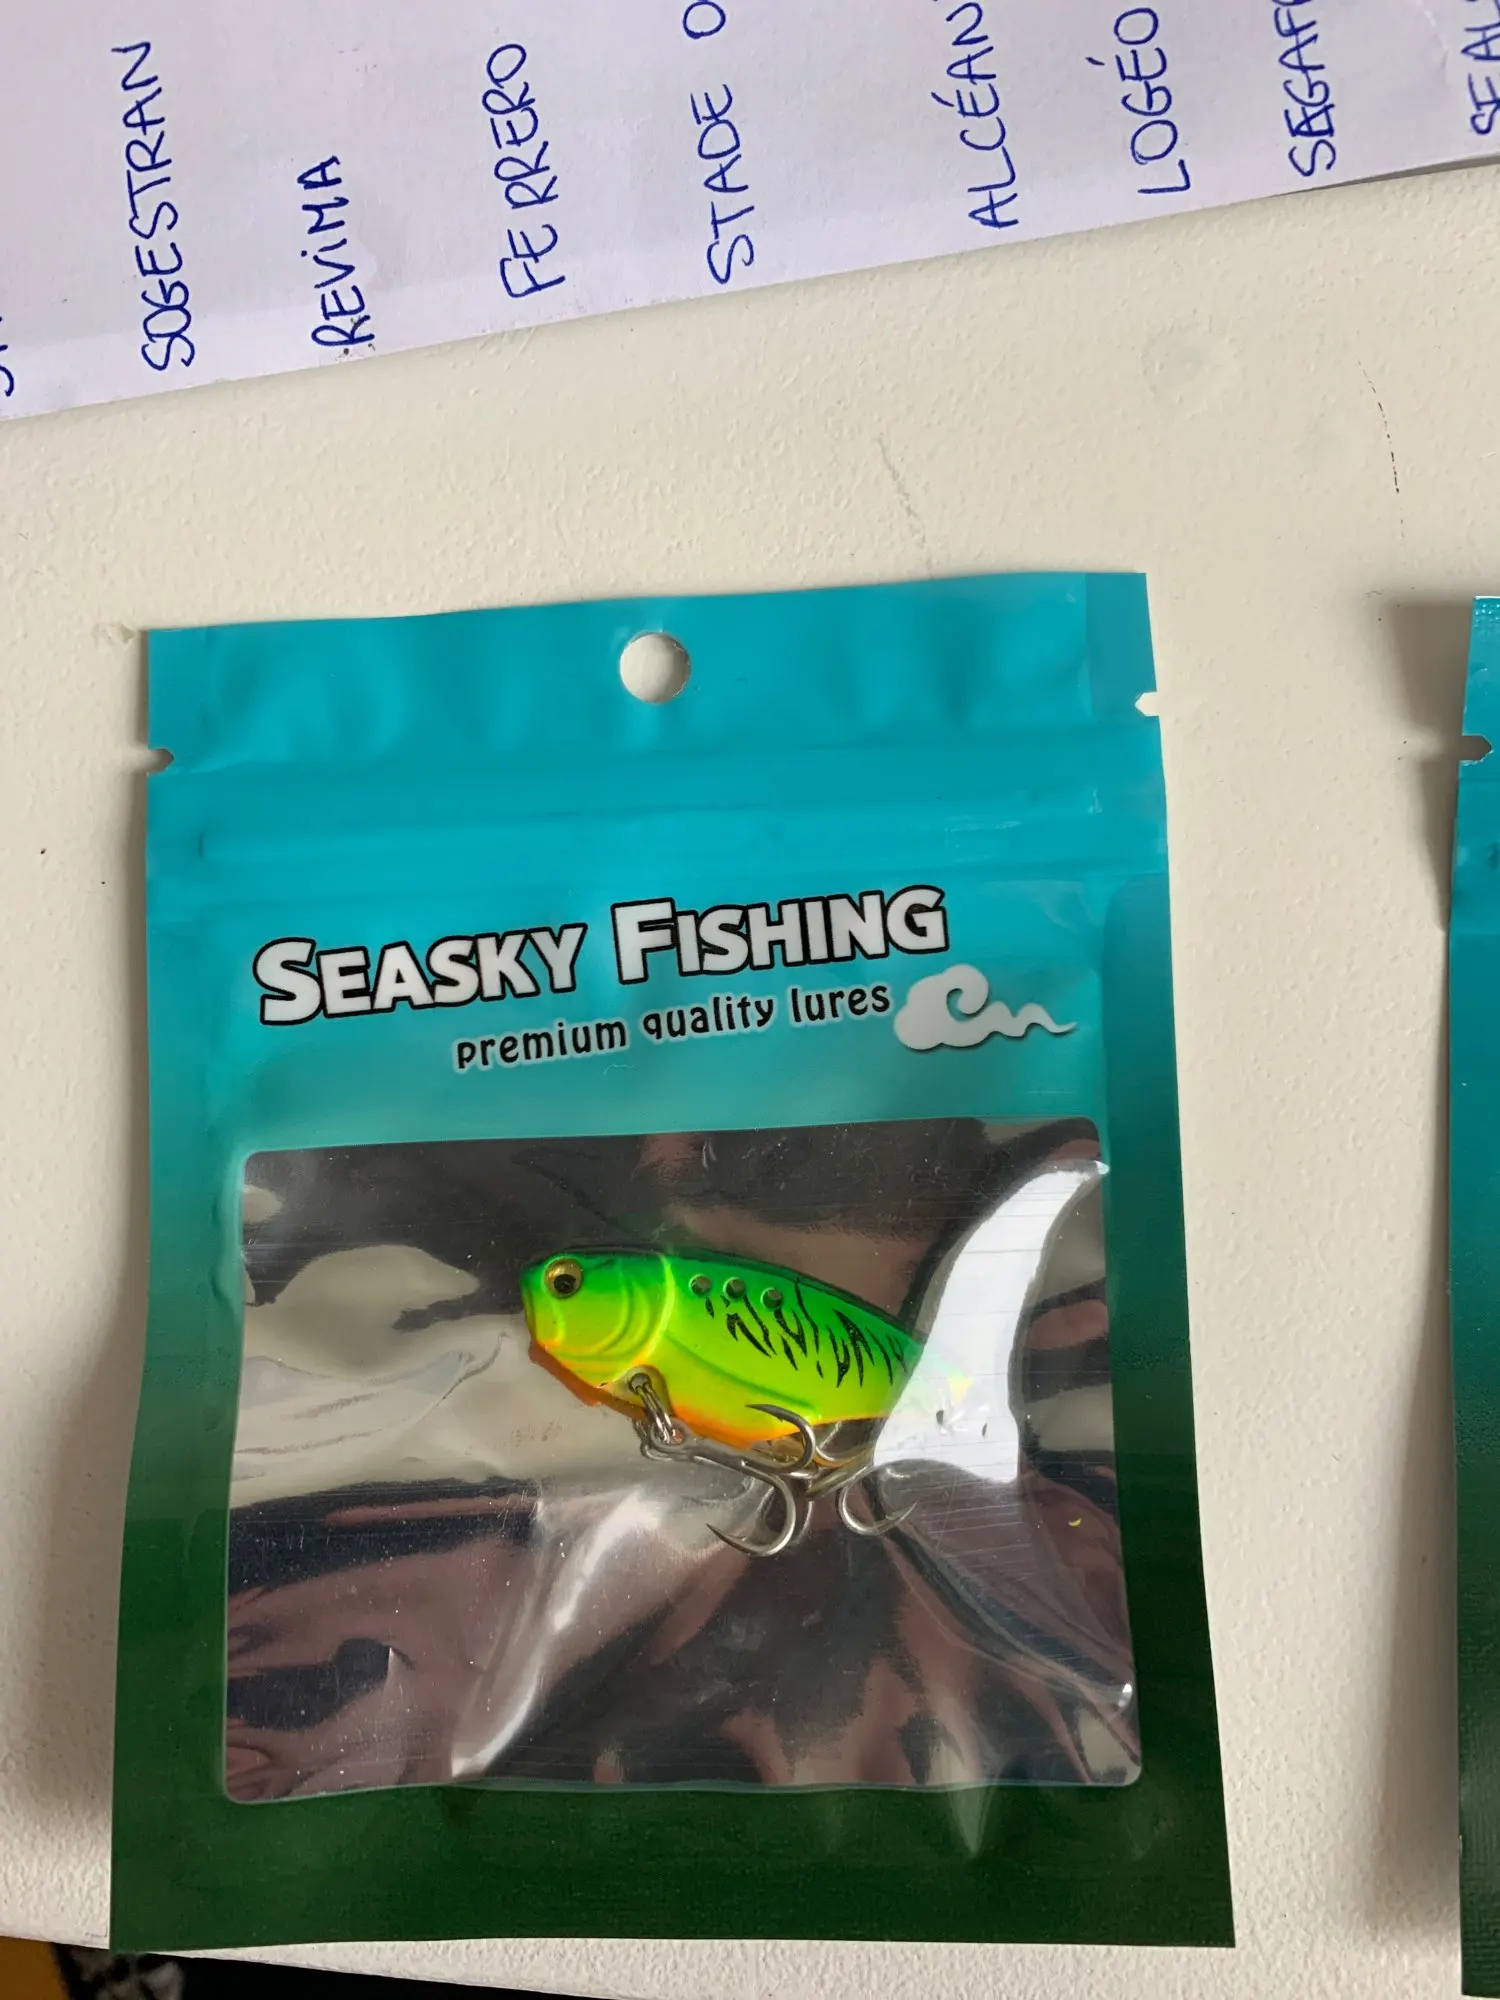 SOGESTRAN
REVIMA
FERRERO
STADE O
ALCÉAN
LOGÉO
SEASKY FISHING
premium quality lures